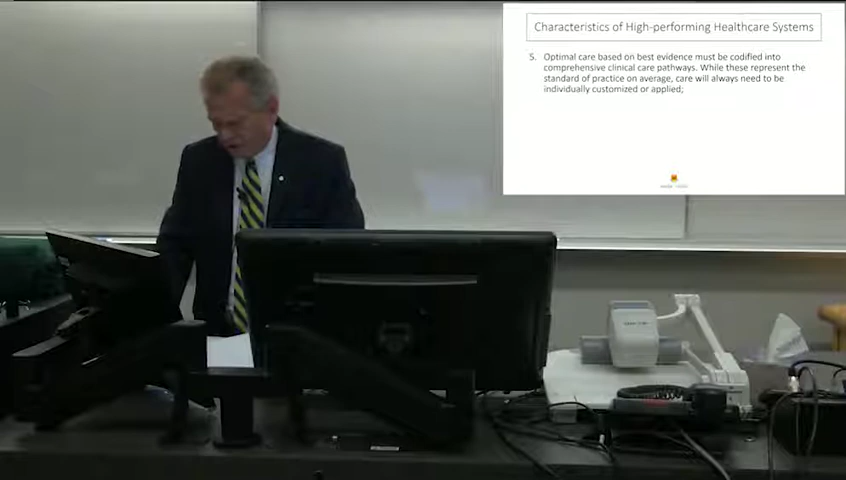 Characteristics of High-performing Healthcare Systems
5. Optimal care based on best evidence must be codified into
comprehensive clinical care pathways. While these represent the
standard of practice on average, care will always need to be
individually customized or applied;